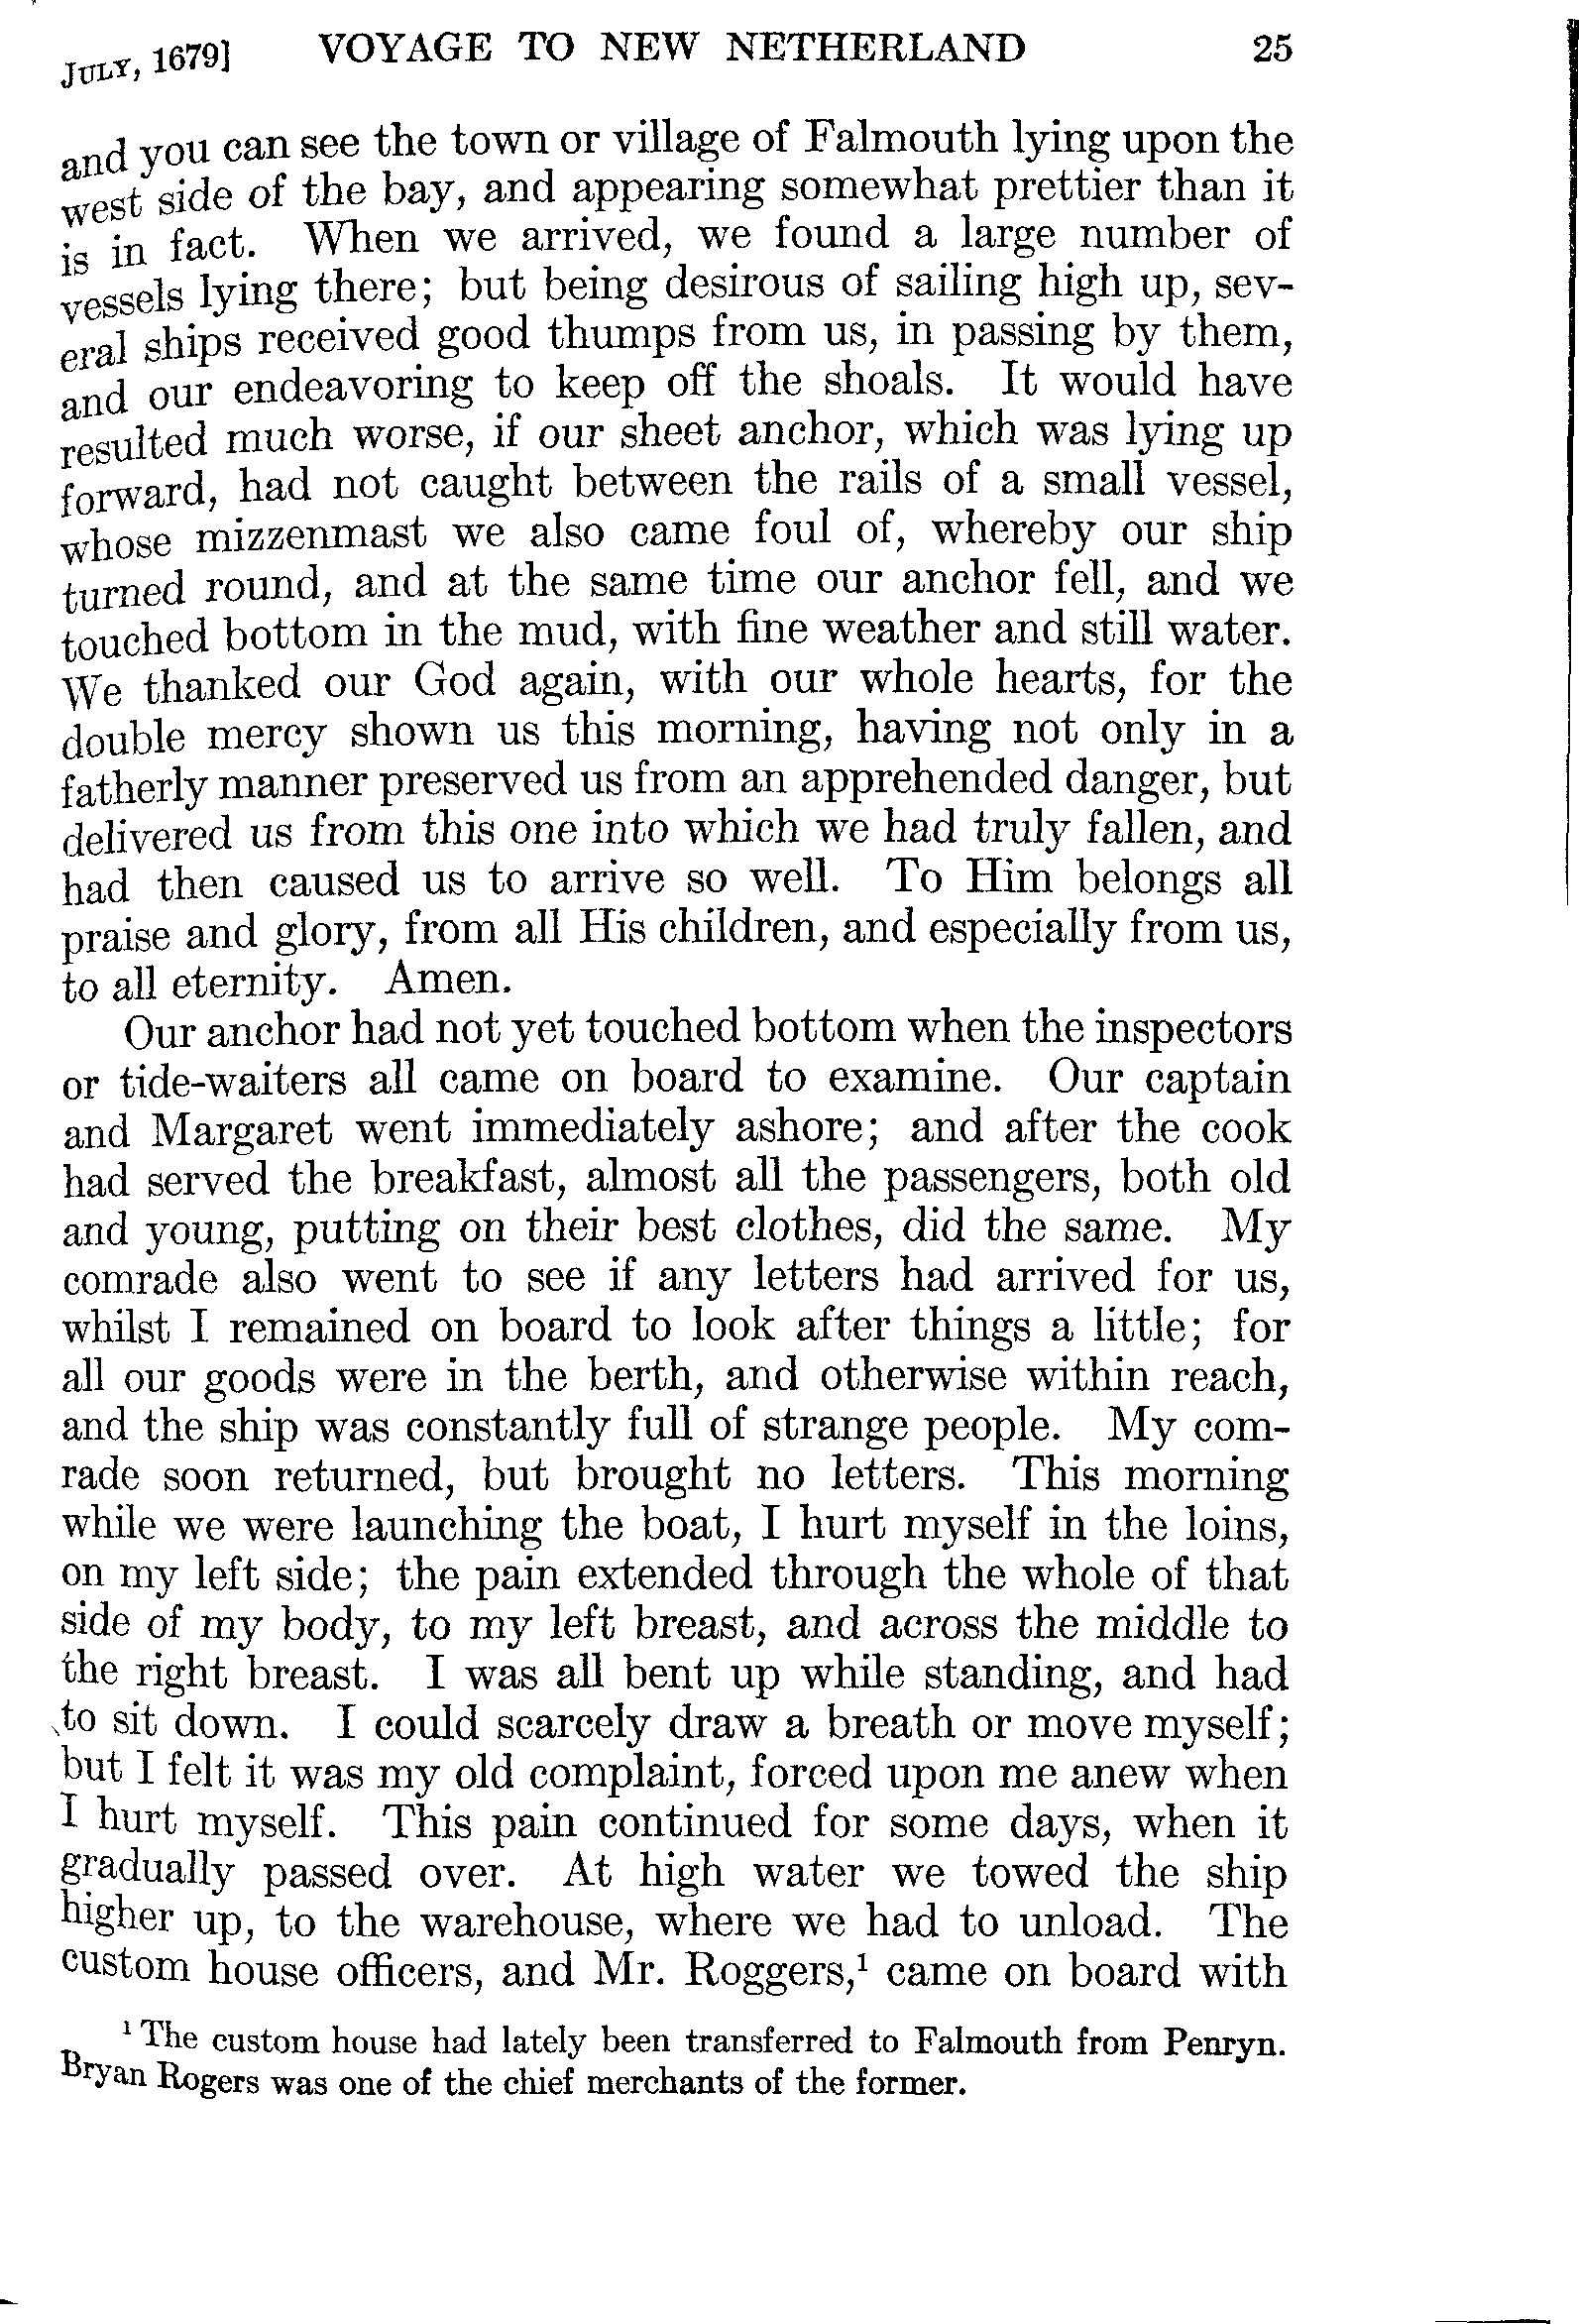 JULY, 1679] VOYAGE TO NEW NETHERLAND 25
and you can see the town or village of Falmouth lying upon the
west side of the bay, and appearing somewhat prettier than it
is in fact. When we arrived, we found a large number of
vessels lying there; but being desirous of sailing high up, sev-
eral ships received good thumps from us, in passing by them,
and our endeavoring to keep off the shoals. It would have
resulted much worse, if our sheet anchor, which was lying up
forward, had not caught between the rails of a small vessel,
whose mizzenmast we also came foul of, whereby our ship
turned round, and at the same time our anchor fell, and we
touched bottom in the mud, with fine weather and still water.
We thanked our God again, with our whole hearts, for the
double mercy shown us this morning, having not only in a
fatherly manner preserved us from an apprehended danger, but
delivered us from this one into which we had truly fallen, and
had then caused us to arrive so well. To Him belongs all
praise and glory, from all His children, and especially from us,
to all eternity. Amen.
Our anchor had not yet touched bottom when the inspectors
or tide-waiters all came on board to examine. Our captain
and Margaret went immediately ashore; and after the cook
had served the breakfast, almost all the passengers, both old
and young, putting on their best clothes, did the same. My
comrade also went to see if any letters had arrived for us,
whilst I remained on board to look after things a little; for
all our goods were in the berth, and otherwise within reach,
and the ship was constantly full of strange people. My com-
rade soon returned, but brought no letters. This morning
while we were launching the boat, I hurt myself in the loins,
on my left side; the pain extended through the whole of that
side of my body, to my left breast, and across the middle to
the right breast. I was all bent up while standing, and had
to sit down. I could scarcely draw a breath or move myself;
but I felt it was my old complaint, forced upon me anew when
I hurt myself. This pain continued for some days, when it
gradually passed over. At high water we towed the ship
higher up, to the warehouse, where we had to unload. The
custom house officers, and Mr. Roggers,¹ came on board with
¹ The custom house had lately been transferred to Falmouth from Penryn.
Bryan Rogers was one of the chief merchants of the former.